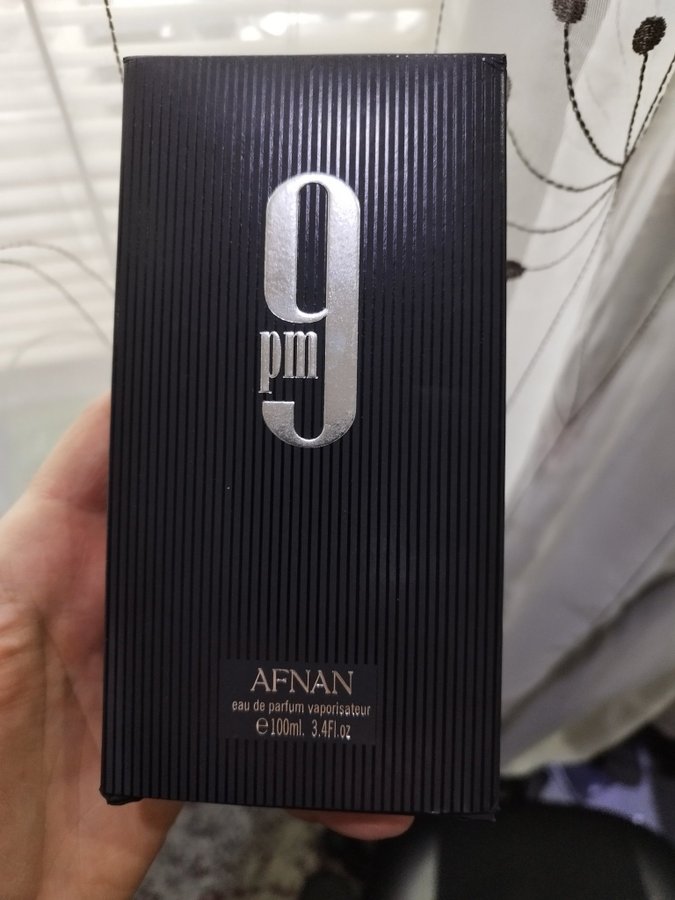 9
pm
AFNAN
eau de parfum vaporisateur
℮100ml. 3.4Fl.oz